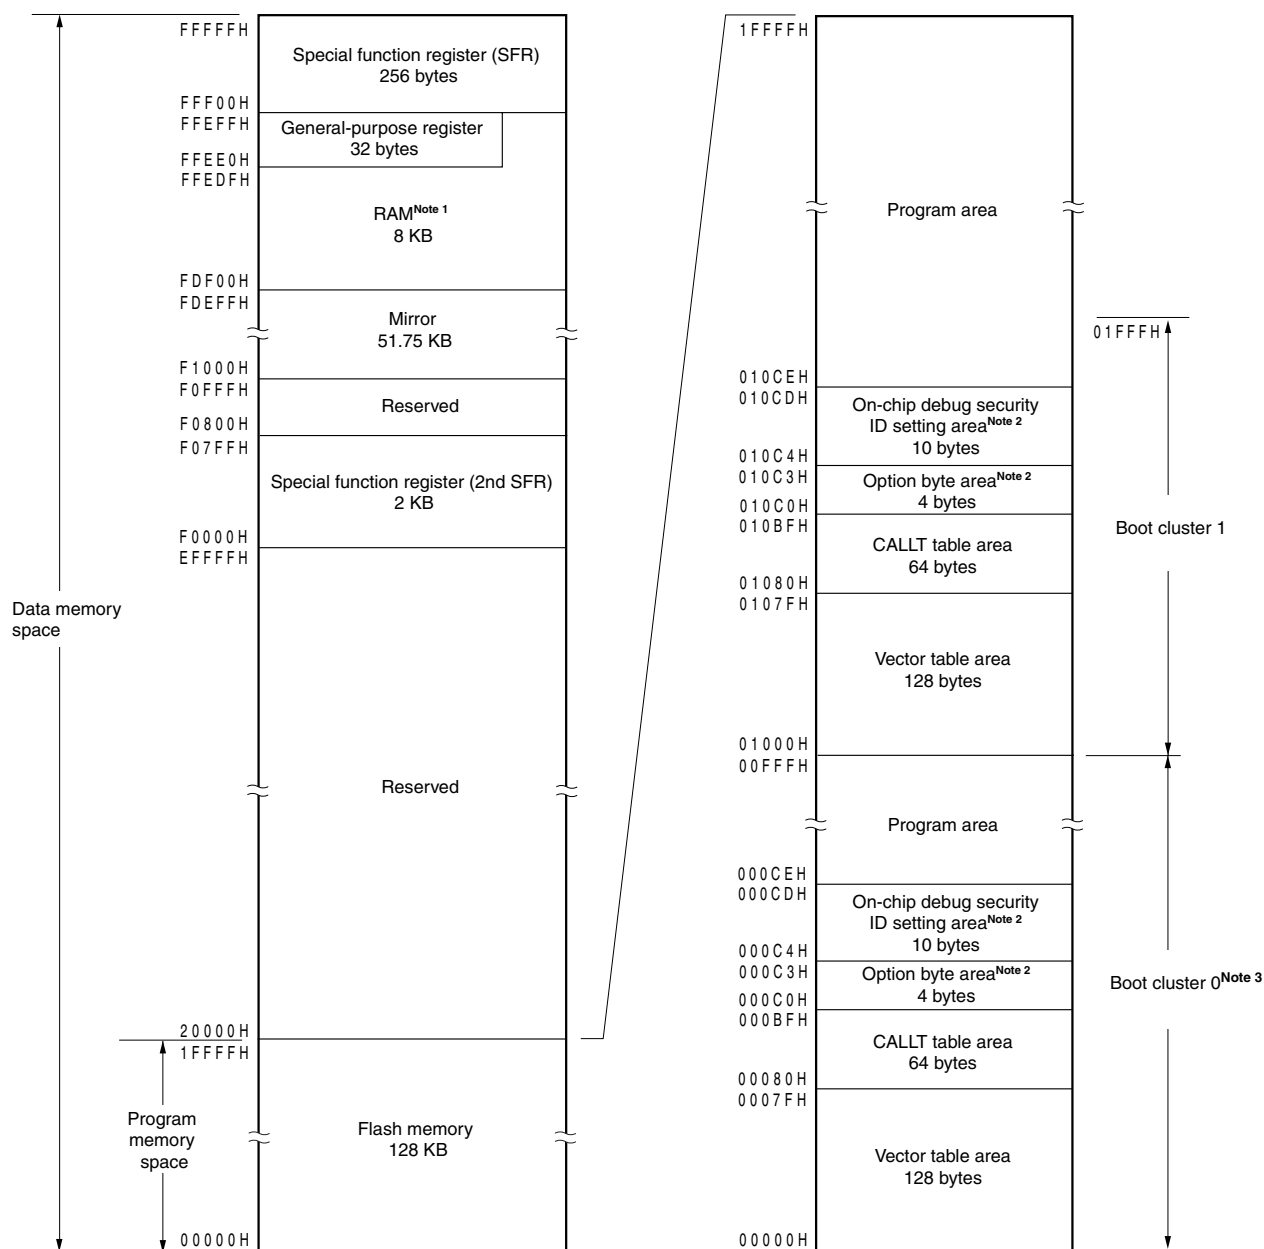 FFFFFH
Special function register (SFR)
256 bytes
FFF00H
FFEFFH
General-purpose register
32 bytes
FFEE0H
FFEDFH
RAMNote 1
8 KB
FDF00H
FDEFFH
Mirror
51.75 KB
F1000H
F0FFFH
Reserved
F0800H
F07FFH
Special function register (2nd SFR)
2 KB
F0000H
EFFFFH
Data memory
space
Reserved
20000H
1FFFFH
Program
memory
space
Flash memory
128 KB
00000H
1FFFFH
Program area
01FFFH
010CEH
010CDH
On-chip debug security
ID setting areaNote 2
10 bytes
010C4H
010C3H
Option byte areaNote 2
4 bytes
010C0H
010BFH
Boot cluster 1
CALLT table area
64 bytes
01080H
0107FH
Vector table area
128 bytes
01000H
00FFFH
Program area
000CEH
000CDH
On-chip debug security
ID setting areaNote 2
10 bytes
000C4H
000C3H
Option byte areaNote 2
4 bytes
Boot cluster 0Note 3
000C0H
000BFH
CALLT table area
64 bytes
00080H
0007FH
Vector table area
128 bytes
00000H